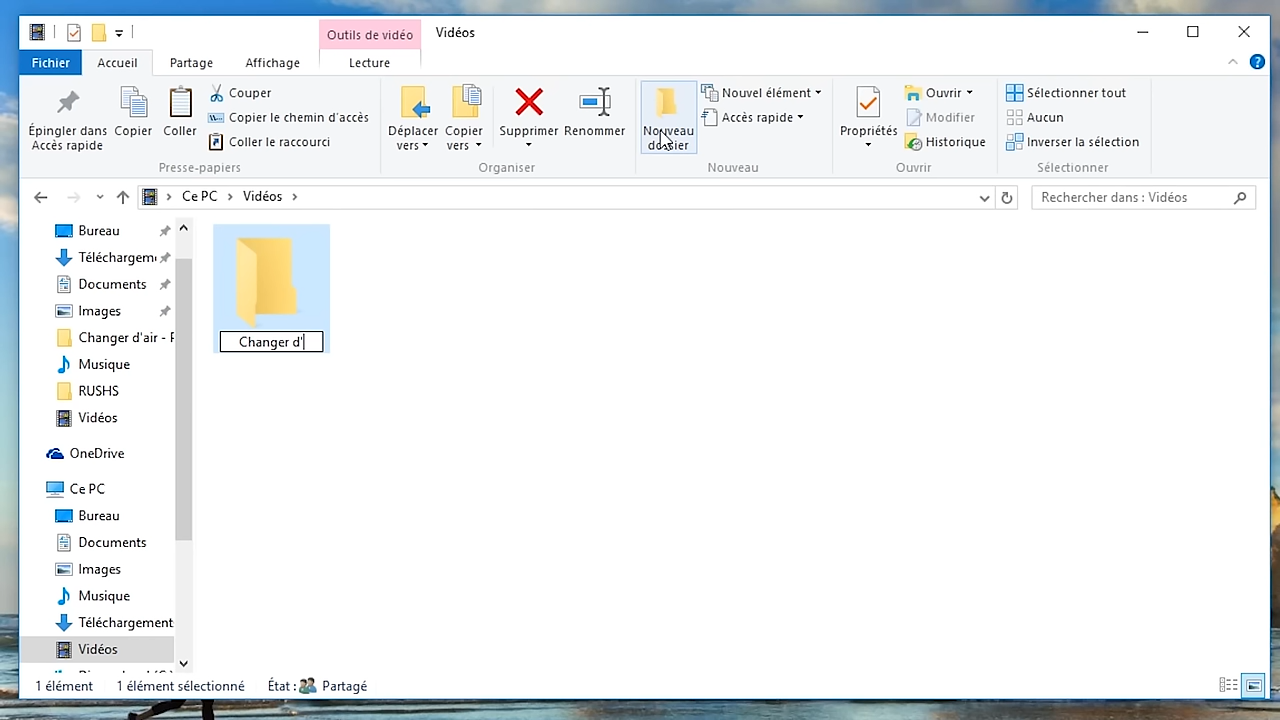 Outils de vidéo
Vidéos
Fichier
Accueil
Partage
Affichage
Lecture
Épingler dans
Accès rapide
Copier
Coller
Couper
Copier le chemin d'accès
Coller le raccourci
Presse-papiers
Déplacer
vers
Copier
vers
Supprimer
Renommer
Organiser
Nouveau
dossier
Nouvel élément
Accès rapide
Nouveau
Propriétés
Ouvrir
Modifier
Historique
Ouvrir
Sélectionner tout
Aucun
Inverser la sélection
Sélectionner
Ce PC
Vidéos
Rechercher dans : Vidéos
Bureau
Téléchargem
Documents
Images
Changer d'air -
Musique
RUSHS
Vidéos
OneDrive
Ce PC
Bureau
Documents
Images
Musique
Téléchargement
Vidéos
Changer d'
1 élément
1 élément sélectionné
État :
Partagé